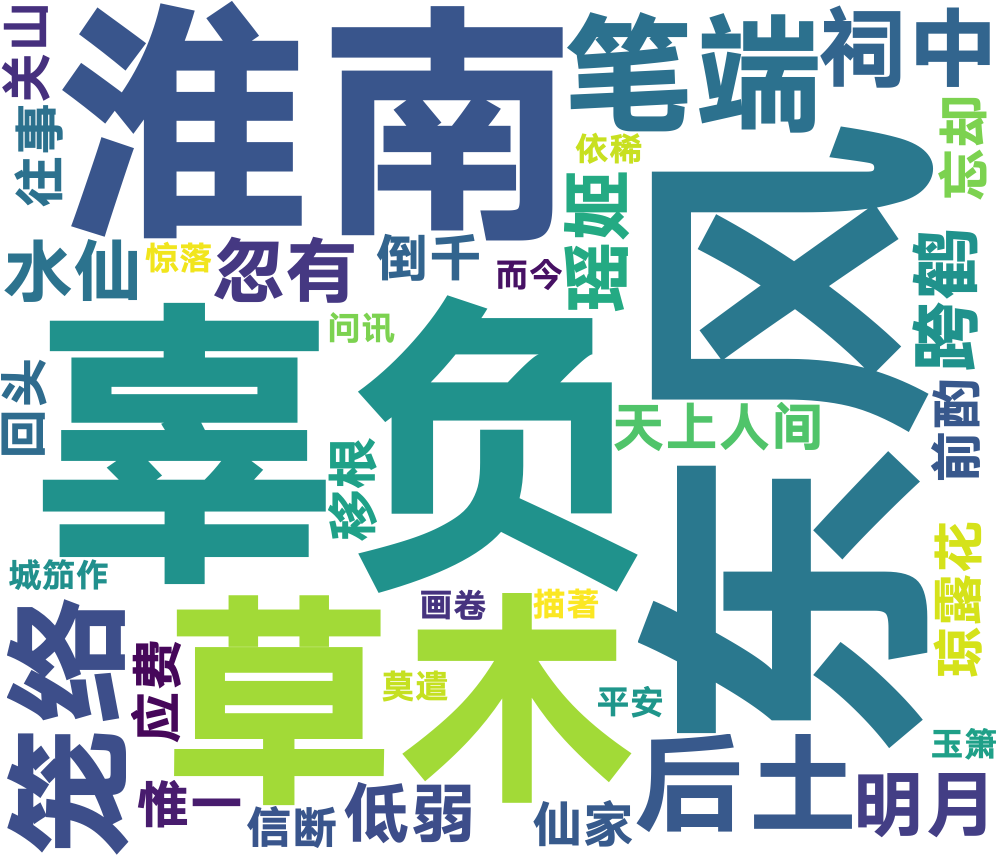 关山
淮南
笔端
祠中
往事
依稀
忘却
水仙
惊落
忽有
倒千
而今
瑶姬
东风
跨鹤
问讯
辜负
回头
移根
天上人间
前酌
城笳作
笼络
应费
草木
画卷
描著
莫遣
平安
琼露花
玉箫
惟一
信断
低弱
仙家
后土
明月